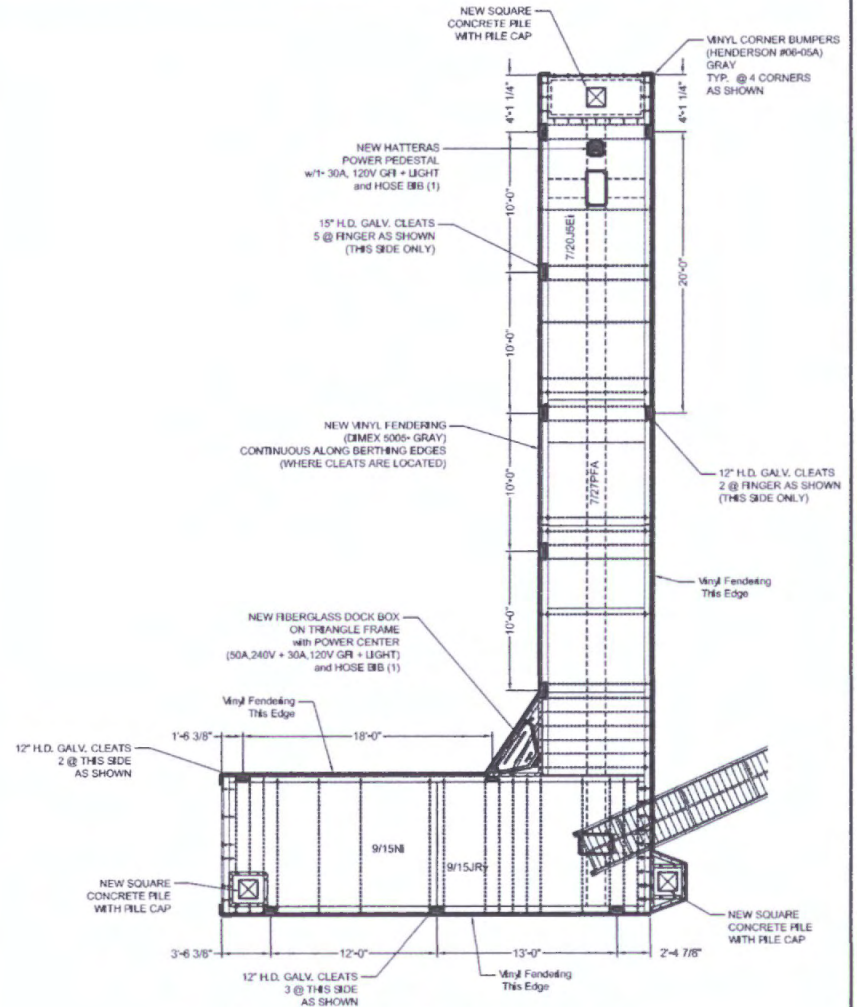 NEW SQUARE
CONCRETE PILE
WITH PILE CAP
VINYL CORNER BUMPERS
(HENDERSON #06-05A)
GRAY
TYP. @ 4 CORNERS
AS SHOWN
4'-1 1/4"
4'-1 1/4"
NEW HATTERAS
POWER PEDESTAL
w/1- 30A, 120V GFI + LIGHT
and HOSE BIB (1)
10'-0"
15" H.D. GALV. CLEATS
5 @ FINGER AS SHOWN
(THIS SIDE ONLY)
7/20J5Ei
20'-0"
10'-0"
NEW VINYL FENDERING
(DIMEX 5005- GRAY)
CONTINUOUS ALONG BERTHING EDGES
(WHERE CLEATS ARE LOCATED)
10'-0"
7/27PFA
12" H.D. GALV. CLEATS
2 @ FINGER AS SHOWN
(THIS SIDE ONLY)
Vinyl Fendering
This Edge
10'-0"
NEW FIBERGLASS DOCK BOX
ON TRIANGLE FRAME
with POWER CENTER
(50A,240V + 30A,120V GFI + LIGHT)
and HOSE BIB (1)
Vinyl Fendering
This Edge
1'-6 3/8"
18'-0"
12" H.D. GALV. CLEATS
2 @ THIS SIDE
AS SHOWN
9/15Ni
9/15JRy
NEW SQUARE
CONCRETE PILE
WITH PILE CAP
NEW SQUARE
CONCRETE PILE
WITH PILE CAP
3'-6 3/8"
12'-0"
13'-0"
2'-4 7/8"
12" H.D. GALV. CLEATS
3 @ THIS SIDE
AS SHOWN
Vinyl Fendering
This Edge